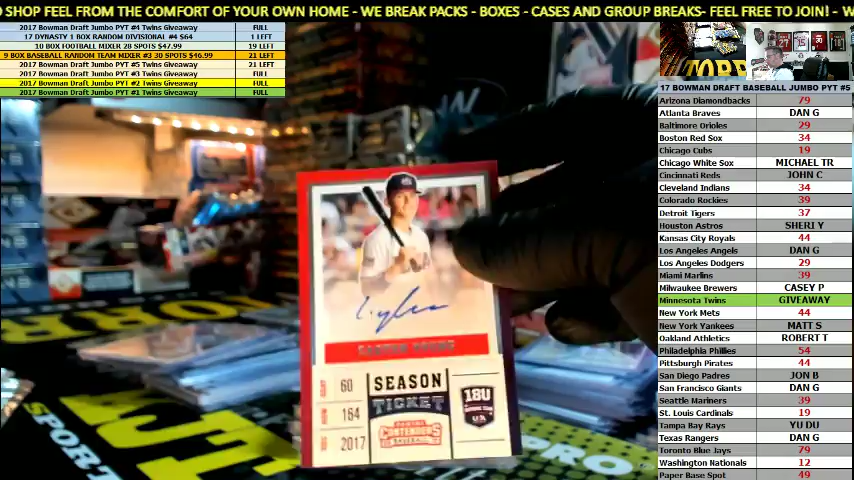 O SHOP FEEL FROM THE COMFORT OF YOUR OWN HOME - WE BREAK PACKS - BOXES - CASES AND GROUP BREAKS- FEEL FREE TO JOIN! - W
2017 Bowman Draft Jumbo PYT #4 Twins Giveaway FULL
17 DYNASTY 1 BOX RANDOM DIVISIONAL #4 $64 1 LEFT
10 BOX FOOTBALL MIXER 28 SPOTS $47.99 19 LEFT
9 BOX BASEBALL RANDOM TEAM MIXER #3 30 SPOTS $46.99 21 LEFT
2017 Bowman Draft Jumbo PYT #5 Twins Giveaway 21 LEFT
2017 Bowman Draft Jumbo PYT #3 Twins Giveaway FULL
2017 Bowman Draft Jumbo PYT #2 Twins Giveaway FULL
2017 Bowman Draft Jumbo PYT #1 Twins Giveaway FULL
60 SEASON
164 TICKET
2017 PANINI
CONTENDERS
BASEBALL
18U
USA
17 BOWMAN DRAFT BASEBALL JUMBO PYT #5
Arizona Diamondbacks 79
Atlanta Braves DAN G
Baltimore Orioles 29
Boston Red Sox 34
Chicago Cubs 19
Chicago White Sox MICHAEL TR
Cincinnati Reds JOHN C
Cleveland Indians 34
Colorado Rockies 39
Detroit Tigers 37
Houston Astros SHERI Y
Kansas City Royals 44
Los Angeles Angels DAN G
Los Angeles Dodgers 29
Miami Marlins 39
Milwaukee Brewers CASEY P
Minnesota Twins GIVEAWAY
New York Mets 44
New York Yankees MATT S
Oakland Athletics ROBERT T
Philadelphia Phillies 54
Pittsburgh Pirates 44
San Diego Padres JON B
San Francisco Giants DAN G
Seattle Mariners 39
St. Louis Cardinals 19
Tampa Bay Rays YU DU
Texas Rangers DAN G
Toronto Blue Jays 79
Washington Nationals 12
Paper Base Spot 49